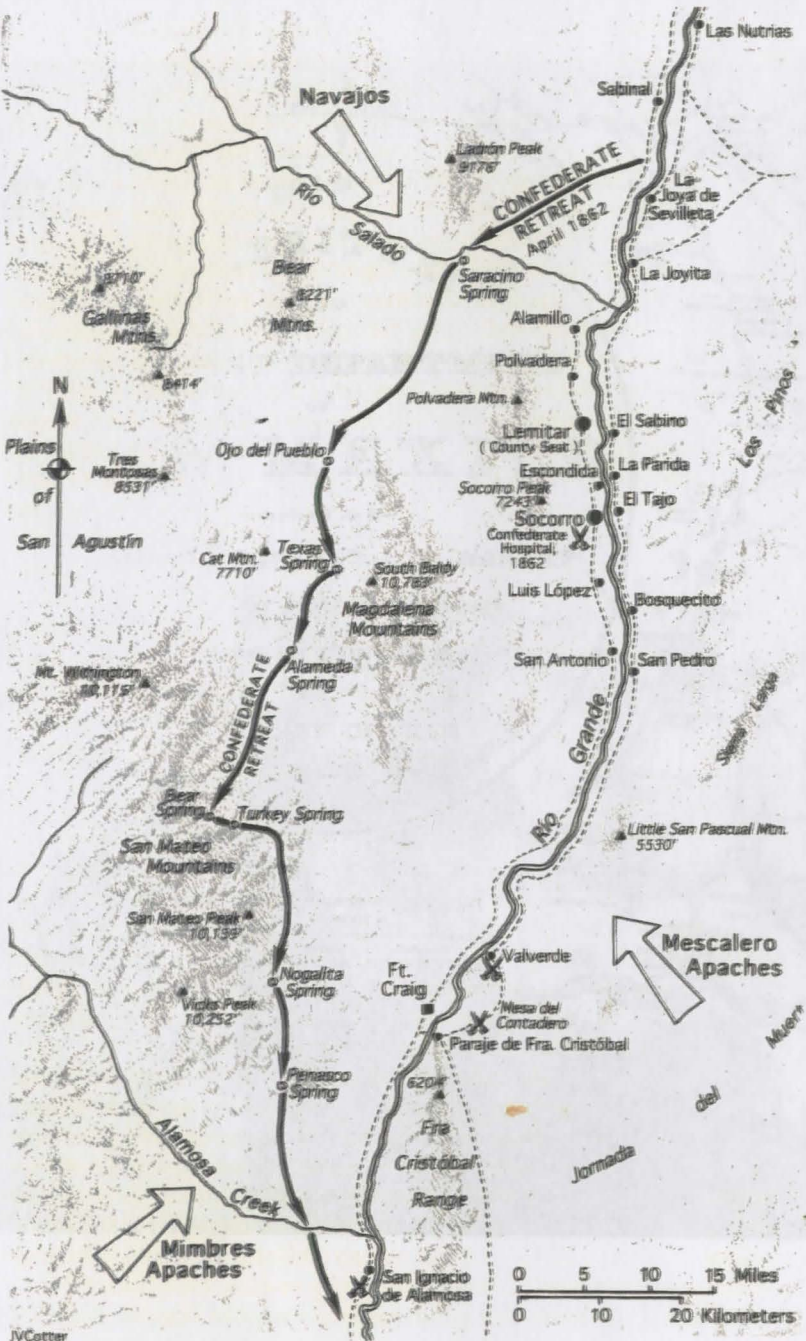 Las Nutrias
Sabinal
Navajos
Ladrón Peak
9176'
CONFEDERATE
RETREAT
April 1862
La
Joya de
Sevilleta
Río
Salado
La Joyita
Saracino
Spring
Bear
8221'
Mtns.
8710'
Gallinas
Mtns.
8414'
Alamillo
Polvadera
Polvadera Mtn.
N
Plains
of
San Agustín
Tres
Montosas
8531'
Ojo del Pueblo
Lemitar
(County Seat)
El Sabino
Los Pinos
Escondida
La Parida
Socorro Peak
7243'
El Tajo
Socorro
Confederate
Hospital,
1862
Cat Mtn.
7710'
Texas
Spring
South Baldy
10,783'
Magdalena
Mountains
Luis López
Bosquecito
Alameda
Spring
San Antonio
San Pedro
Mt. Withington
10,115'
CONFEDERATE
RETREAT
Río Grande
Larga
Bear
Spring
Turkey Spring
San Mateo
Mountains
Little San Pascual Mtn.
5530'
San Mateo Peak
10,139'
Mescalero
Apaches
Valverde
Ft.
Craig
Nogalita
Spring
Vicks Peak
10,252'
Mesa del
Contadero
Paraje de Fra. Cristóbal
Penasco
Spring
Fra
Cristóbal
Range
Jornada del
Alamosa
Creek
Mimbres
Apaches
San Ignacio
de Alamosa
0 5 10 15 Miles
0 10 20 Kilometers
JVCotter